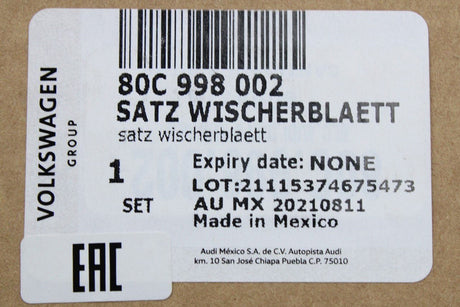 80C 998 002
SATZ WISCHERBLAETT
satz wischerblaett
VOLKSWAGEN
GROUP
1
SET
Expiry date: NONE
LOT:21115374675473
AU MX 20210811
Made in Mexico
EAC
Audi México S.A. de C.V. Autopista Audi
km. 10 San José Chiapa Puebla C.P. 75010